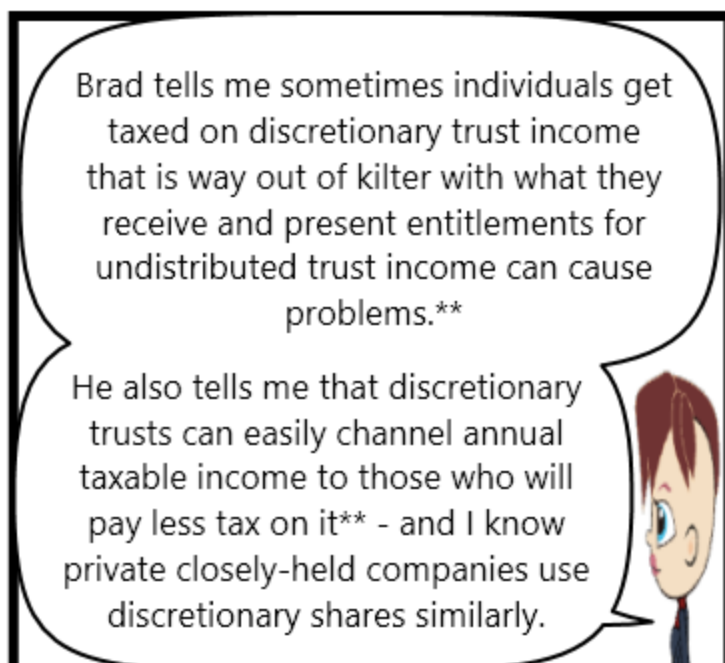 Brad tells me sometimes individuals get
taxed on discretionary trust income
that is way out of kilter with what they
receive and present entitlements for
undistributed trust income can cause
problems.**
He also tells me that discretionary
trusts can easily channel annual
taxable income to those who will
pay less tax on it** - and I know
private closely-held companies use
discretionary shares similarly.